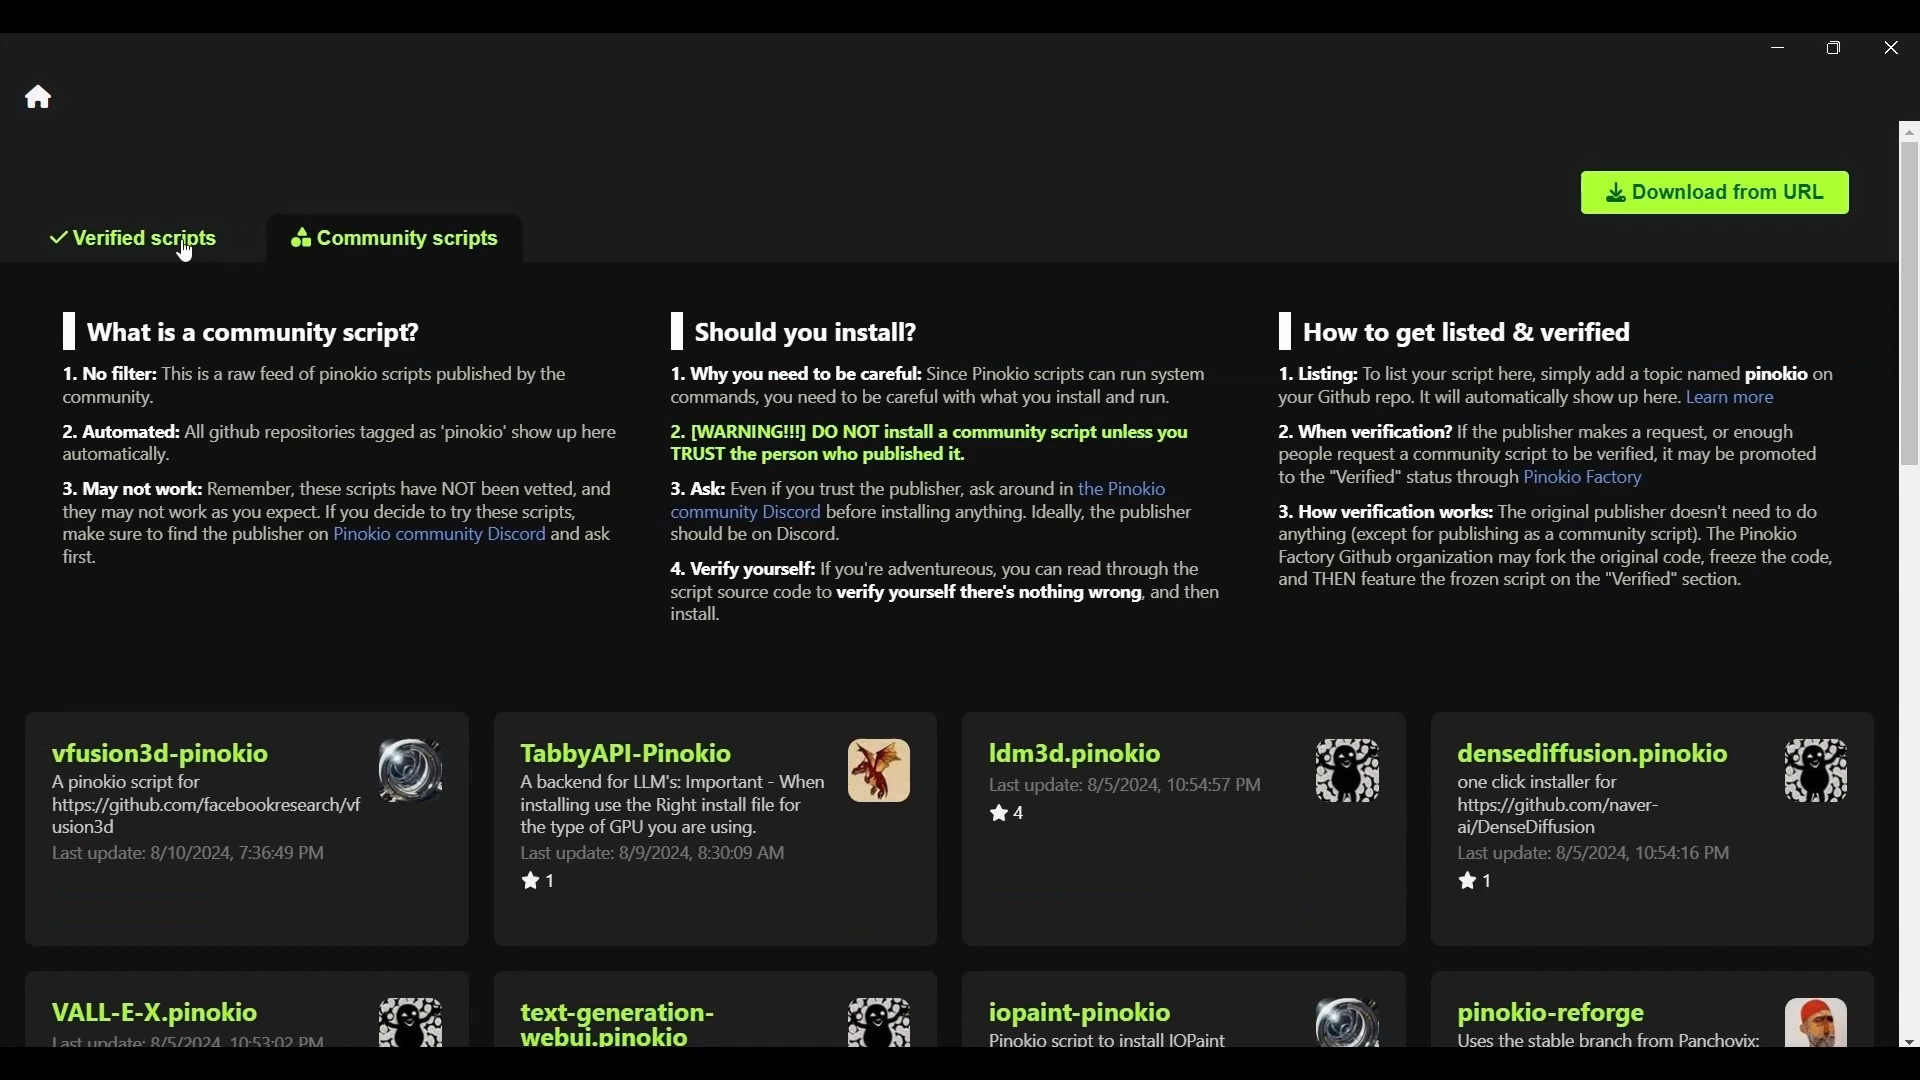 Download from URL
Verified scripts
Community scripts
What is a community script?
1. No filter: This is a raw feed of pinokio scripts published by the
community.
2. Automated: All github repositories tagged as 'pinokio' show up here
automatically.
3. May not work: Remember, these scripts have NOT been vetted, and
they may not work as you expect. If you decide to try these scripts,
make sure to find the publisher on Pinokio community Discord and ask
first.
Should you install?
1. Why you need to be careful: Since Pinokio scripts can run system
commands, you need to be careful with what you install and run.
2. [WARNING!!!] DO NOT install a community script unless you
TRUST the person who published it.
3. Ask: Even if you trust the publisher, ask around in the Pinokio
community Discord before installing anything. Ideally, the publisher
should be on Discord.
4. Verify yourself: If you're adventureous, you can read through the
script source code to verify yourself there's nothing wrong, and then
install.
How to get listed & verified
1. Listing: To list your script here, simply add a topic named pinokio on
your Github repo. It will automatically show up here. Learn more
2. When verification? If the publisher makes a request, or enough
people request a community script to be verified, it may be promoted
to the "Verified" status through Pinokio Factory
3. How verification works: The original publisher doesn't need to do
anything (except for publishing as a community script). The Pinokio
Factory Github organization may fork the original code, freeze the code,
and THEN feature the frozen script on the "Verified" section.
vfusion3d-pinokio
A pinokio script for
https://github.com/facebookresearch/vf
usion3d
Last update: 8/10/2024, 7:36:49 PM
TabbyAPI-Pinokio
A backend for LLM's: Important - When
installing use the Right install file for
the type of GPU you are using.
Last update: 8/9/2024, 8:30:09 AM
1
ldm3d.pinokio
Last update: 8/5/2024, 10:54:57 PM
4
densediffusion.pinokio
one click installer for
https://github.com/naver-
ai/DenseDiffusion
Last update: 8/5/2024, 10:54:16 PM
1
VALL-E-X.pinokio
Last update: 8/5/2024, 10:53:02 PM
text-generation-
webui.pinokio
iopaint-pinokio
Pinokio script to install IOPaint
pinokio-reforge
Uses the stable branch from Panchovix: